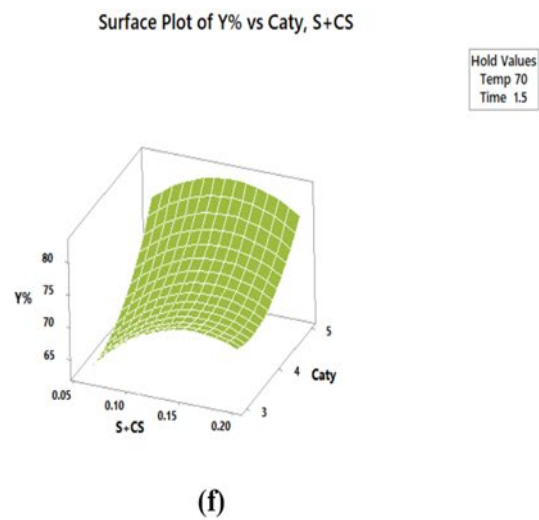 Surface Plot of Y% vs Caty, S+CS
Hold Values
Temp 70
Time 1.5
80
75
Y%
70
65
0.05
0.10
0.15
0.20
S+CS
3
4
5
Caty
(f)